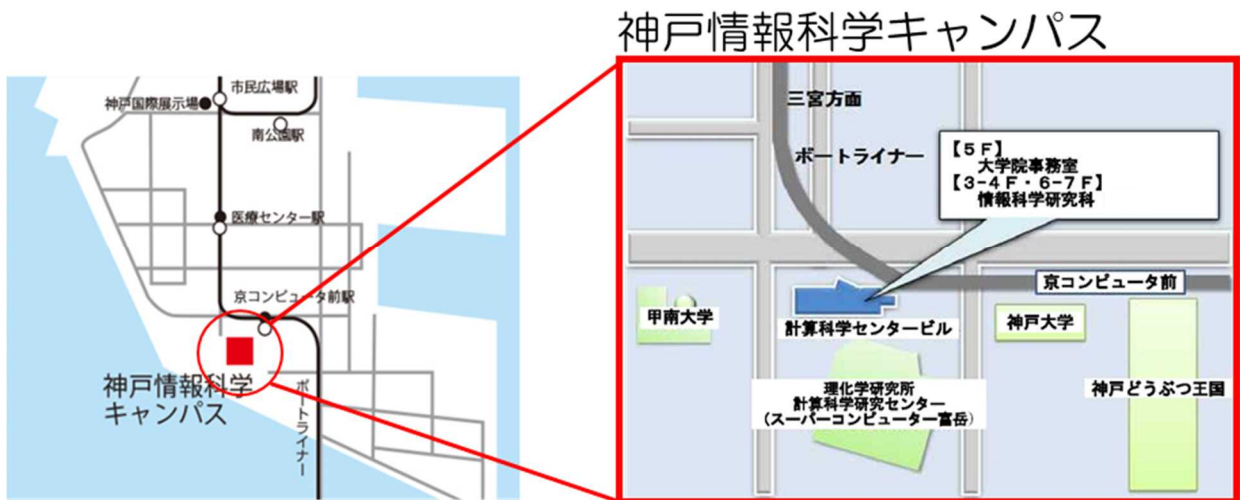 神戸情報科学キャンパス
市民広場駅
神戸国際展示場
南公園駅
医療センター駅
京コンピュータ前駅
神戸情報科学
キャンパス
ポートライナー
三宮方面
ポートライナー
【5F】
大学院事務室
【3-4F・6-7F】
情報科学研究科
京コンピュータ前
甲南大学
計算科学センタービル
神戸大学
理化学研究所
計算科学研究センター
(スーパーコンピューター富岳)
神戸どうぶつ王国